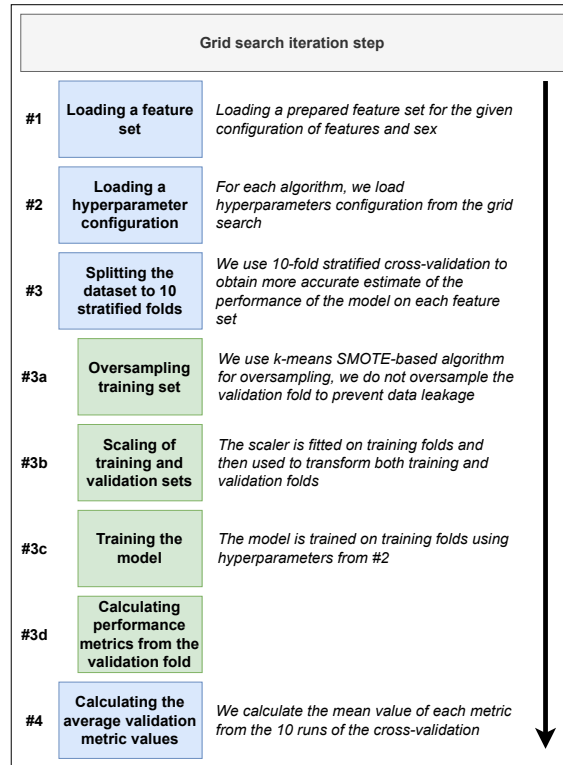 Grid search iteration step
#1
Loading a feature
set
Loading a prepared feature set for the given
configuration of features and sex
#2
Loading a
hyperparameter
configuration
For each algorithm, we load
hyperparameters configuration from the grid
search
#3
Splitting the
dataset to 10
stratified folds
We use 10-fold stratified cross-validation to
obtain more accurate estimate of the
performance of the model on each feature
set
#3a
Oversampling
training set
We use k-means SMOTE-based algorithm
for oversampling, we do not oversample the
validation fold to prevent data leakage
#3b
Scaling of
training and
validation sets
The scaler is fitted on training folds and
then used to transform both training and
validation folds
#3c
Training the
model
The model is trained on training folds using
hyperparameters from #2
#3d
Calculating
performance
metrics from the
validation fold
#4
Calculating the
average validation
metric values
We calculate the mean value of each metric
from the 10 runs of the cross-validation